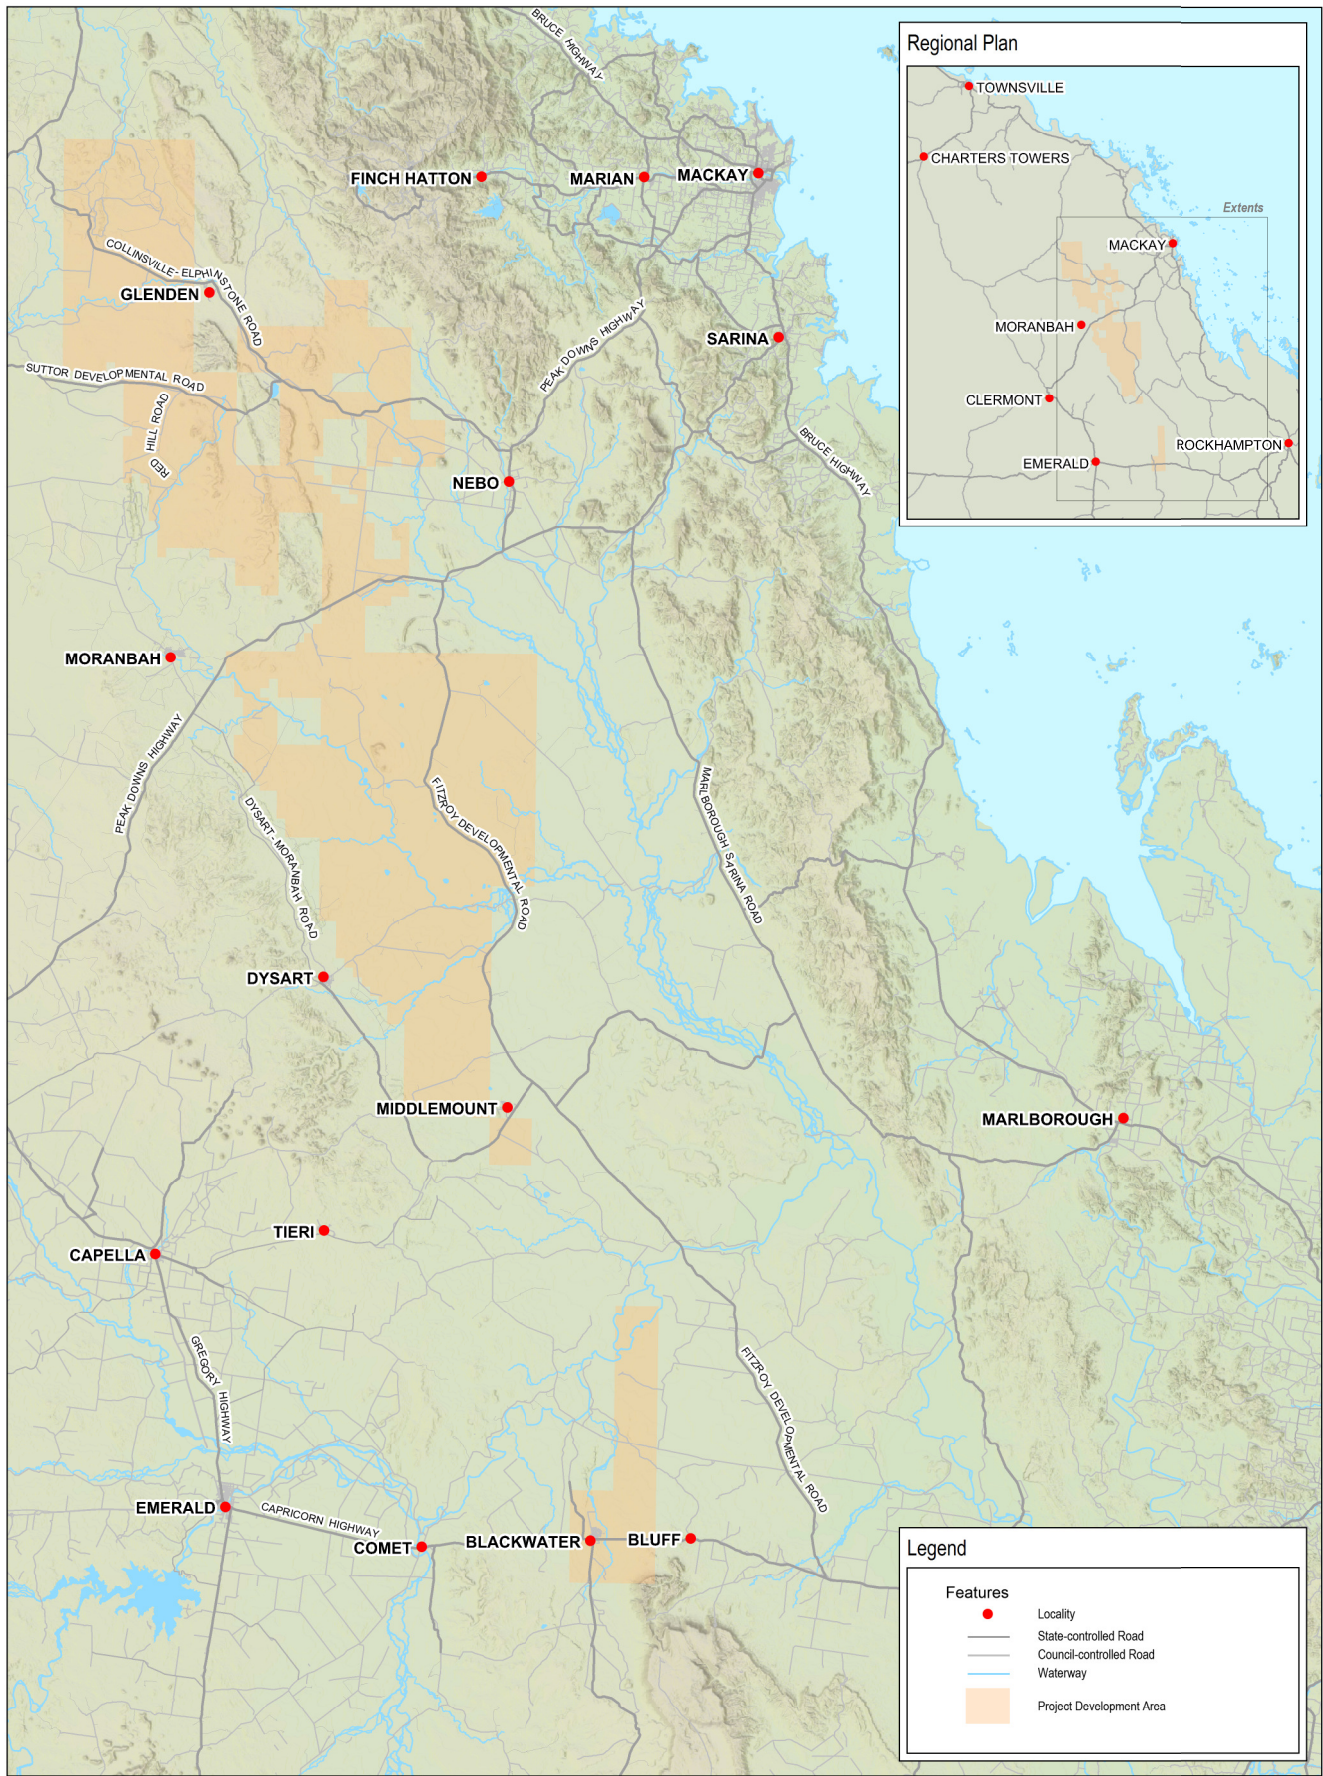 BRUCE HIGHWAY
Regional Plan
TOWNSVILLE
CHARTERS TOWERS
Extents
MACKAY
MORANBAH
CLERMONT
ROCKHAMPTON
EMERALD
FINCH HATTON
MARIAN
MACKAY
COLLINSVILLE-ELPHINSTONE ROAD
GLENDEN
PEAK DOWNS HIGHWAY
SARINA
SUTTOR DEVELOPMENTAL ROAD
RED HILL ROAD
BRUCE HIGHWAY
NEBO
MORANBAH
PEAK DOWNS HIGHWAY
FITZROY DEVELOPMENTAL ROAD
MARLBOROUGH SARINA ROAD
DYSART - MORANBAH ROAD
DYSART
MIDDLEMOUNT
MARLBOROUGH
TIERI
CAPELLA
GREGORY HIGHWAY
FITZROY DEVELOPMENTAL ROAD
EMERALD
CAPRICORN HIGHWAY
COMET
BLACKWATER
BLUFF
Legend
Features
Locality
State-controlled Road
Council-controlled Road
Waterway
Project Development Area